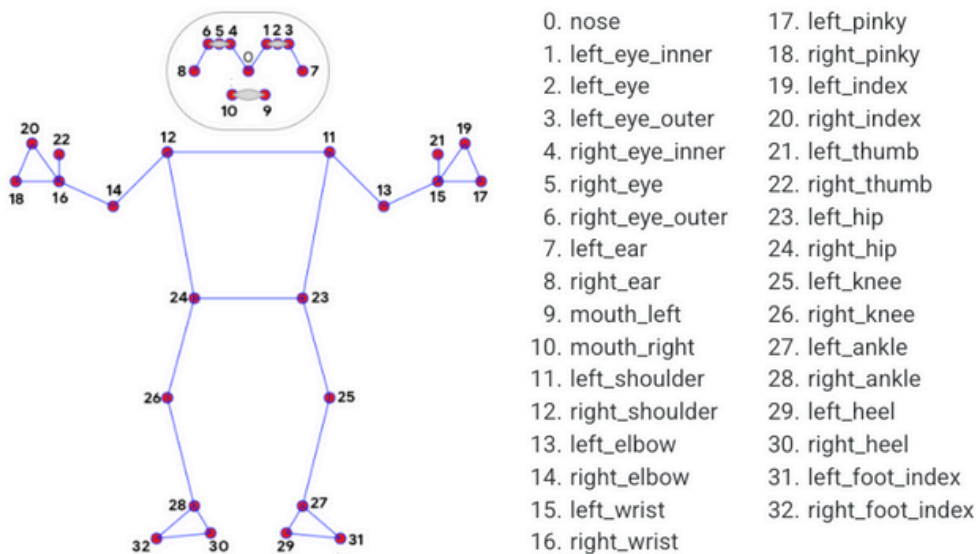 6 5 4 1 2 3
0
8 7
10 9
20 22 12 11 21 19
18 16 14 13 15 17
24 23
26 25
28 27
32 30 29 31
0. nose
1. left_eye_inner
2. left_eye
3. left_eye_outer
4. right_eye_inner
5. right_eye
6. right_eye_outer
7. left_ear
8. right_ear
9. mouth_left
10. mouth_right
11. left_shoulder
12. right_shoulder
13. left_elbow
14. right_elbow
15. left_wrist
16. right_wrist
17. left_pinky
18. right_pinky
19. left_index
20. right_index
21. left_thumb
22. right_thumb
23. left_hip
24. right_hip
25. left_knee
26. right_knee
27. left_ankle
28. right_ankle
29. left_heel
30. right_heel
31. left_foot_index
32. right_foot_index